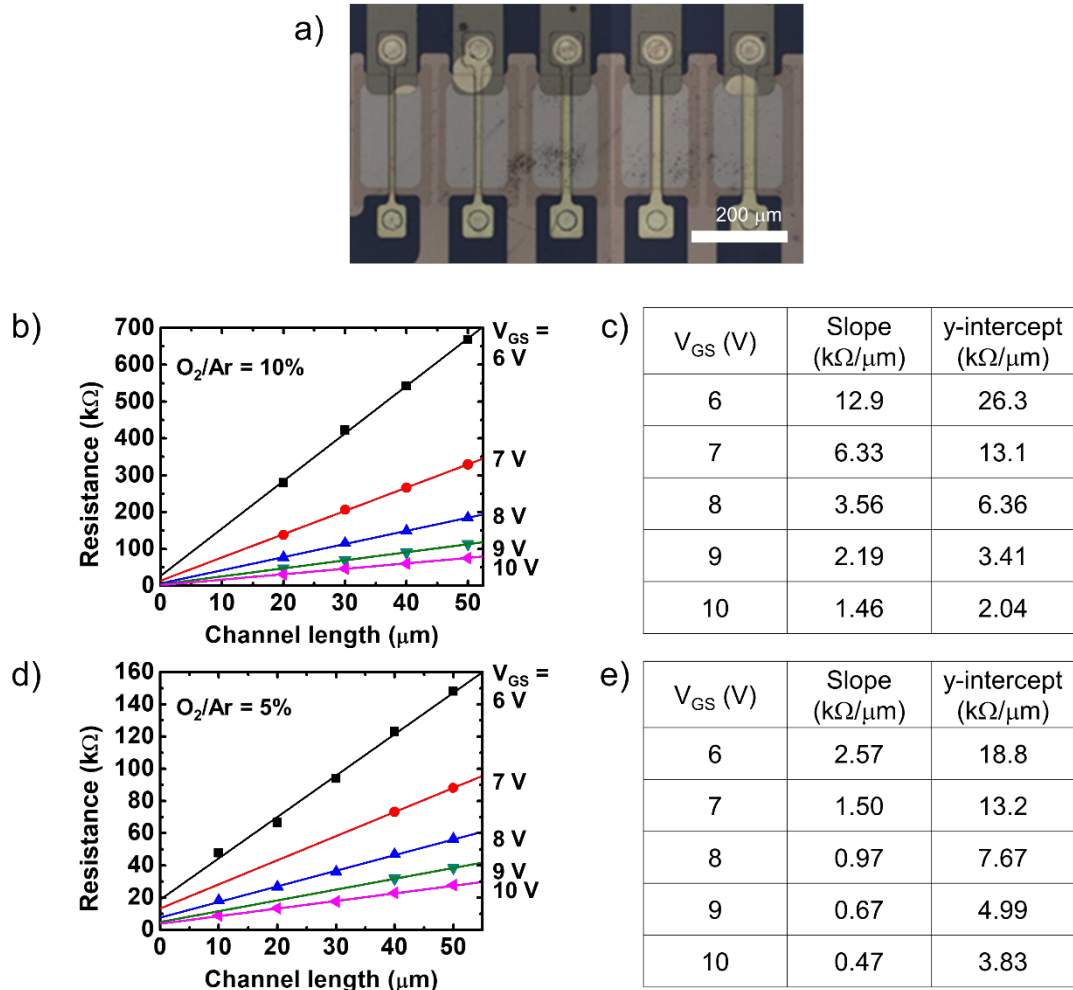 a)
200 μm
b)
700
600
500
400
300
200
100
0
Resistance (kΩ)
O₂/Ar = 10%
V_GS =
6 V
7 V
8 V
9 V
10 V
0 10 20 30 40 50
Channel length (μm)
c)
V_GS (V) Slope (kΩ/μm) y-intercept (kΩ/μm)
6 12.9 26.3
7 6.33 13.1
8 3.56 6.36
9 2.19 3.41
10 1.46 2.04
d)
160
140
120
100
80
60
40
20
0
Resistance (kΩ)
O₂/Ar = 5%
V_GS =
6 V
7 V
8 V
9 V
10 V
0 10 20 30 40 50
Channel length (μm)
e)
V_GS (V) Slope (kΩ/μm) y-intercept (kΩ/μm)
6 2.57 18.8
7 1.50 13.2
8 0.97 7.67
9 0.67 4.99
10 0.47 3.83